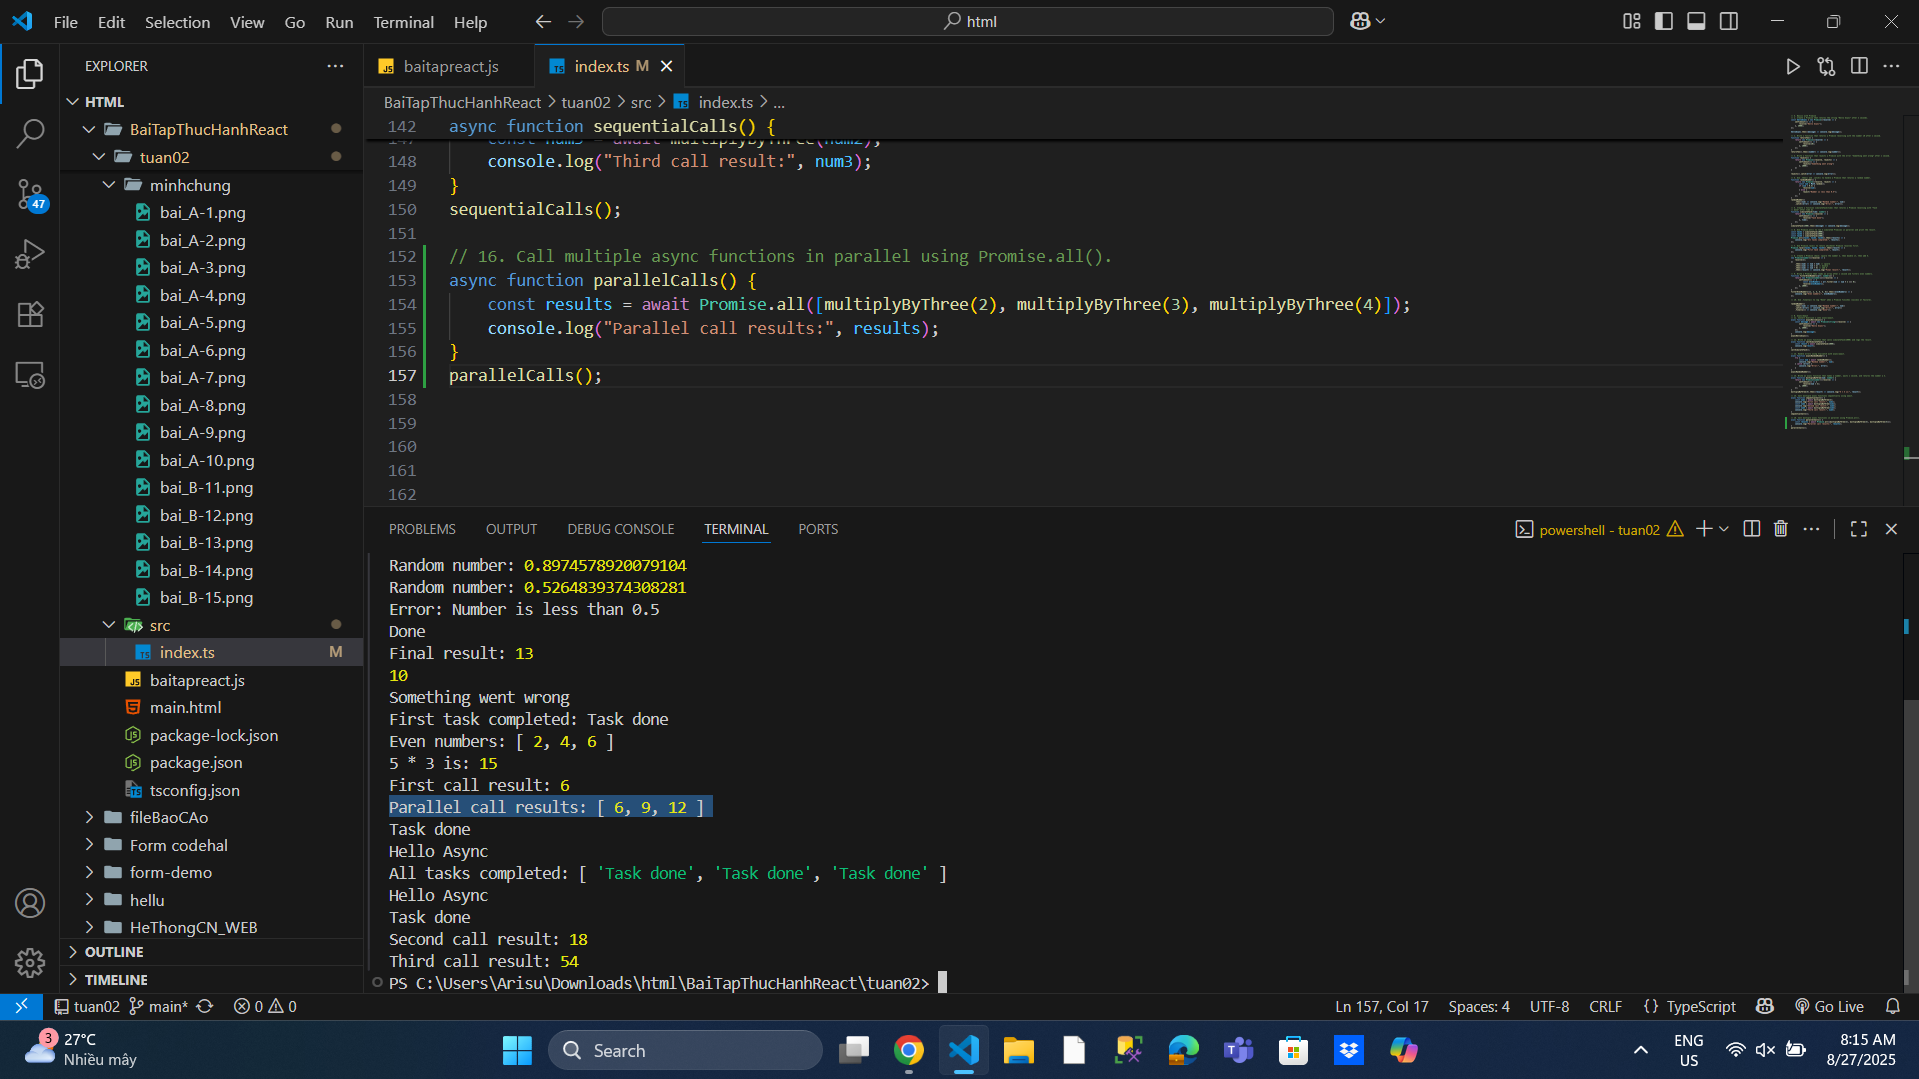 File Edit Selection View Go Run Terminal Help
html
EXPLORER
HTML
BaiTapThucHanhReact
tuan02
minhchung
bai_A-1.png
bai_A-2.png
bai_A-3.png
bai_A-4.png
bai_A-5.png
bai_A-6.png
bai_A-7.png
bai_A-8.png
bai_A-9.png
bai_A-10.png
bai_B-11.png
bai_B-12.png
bai_B-13.png
bai_B-14.png
bai_B-15.png
src
index.ts M
baitapreact.js
main.html
package-lock.json
package.json
tsconfig.json
fileBaoCAo
Form codehal
form-demo
hellu
HeThongCN_WEB
OUTLINE
TIMELINE
47
baitapreact.js
index.ts M
BaiTapThucHanhReact > tuan02 > src > index.ts > ...
142 async function sequentialCalls() {
const num3 = await multiplyByThree(num2);
148 console.log("Third call result:", num3);
149 }
150 sequentialCalls();
151
152 // 16. Call multiple async functions in parallel using Promise.all().
153 async function parallelCalls() {
154 const results = await Promise.all([multiplyByThree(2), multiplyByThree(3), multiplyByThree(4)]);
155 console.log("Parallel call results:", results);
156 }
157 parallelCalls();
158
159
160
161
162
PROBLEMS OUTPUT DEBUG CONSOLE TERMINAL PORTS
powershell - tuan02
Random number: 0.8974578920079104
Random number: 0.5264839374308281
Error: Number is less than 0.5
Done
Final result: 13
10
Something went wrong
First task completed: Task done
Even numbers: [ 2, 4, 6 ]
5 * 3 is: 15
First call result: 6
Parallel call results: [ 6, 9, 12 ]
Task done
Hello Async
All tasks completed: [ 'Task done', 'Task done', 'Task done' ]
Hello Async
Task done
Second call result: 18
Third call result: 54
PS C:\Users\Arisu\Downloads\html\BaiTapThucHanhReact\tuan02>
tuan02 main* 0 0
Ln 157, Col 17 Spaces: 4 UTF-8 CRLF {} TypeScript Go Live
3
27°C
Nhiều mây
Search
ENG
US
8:15 AM
8/27/2025